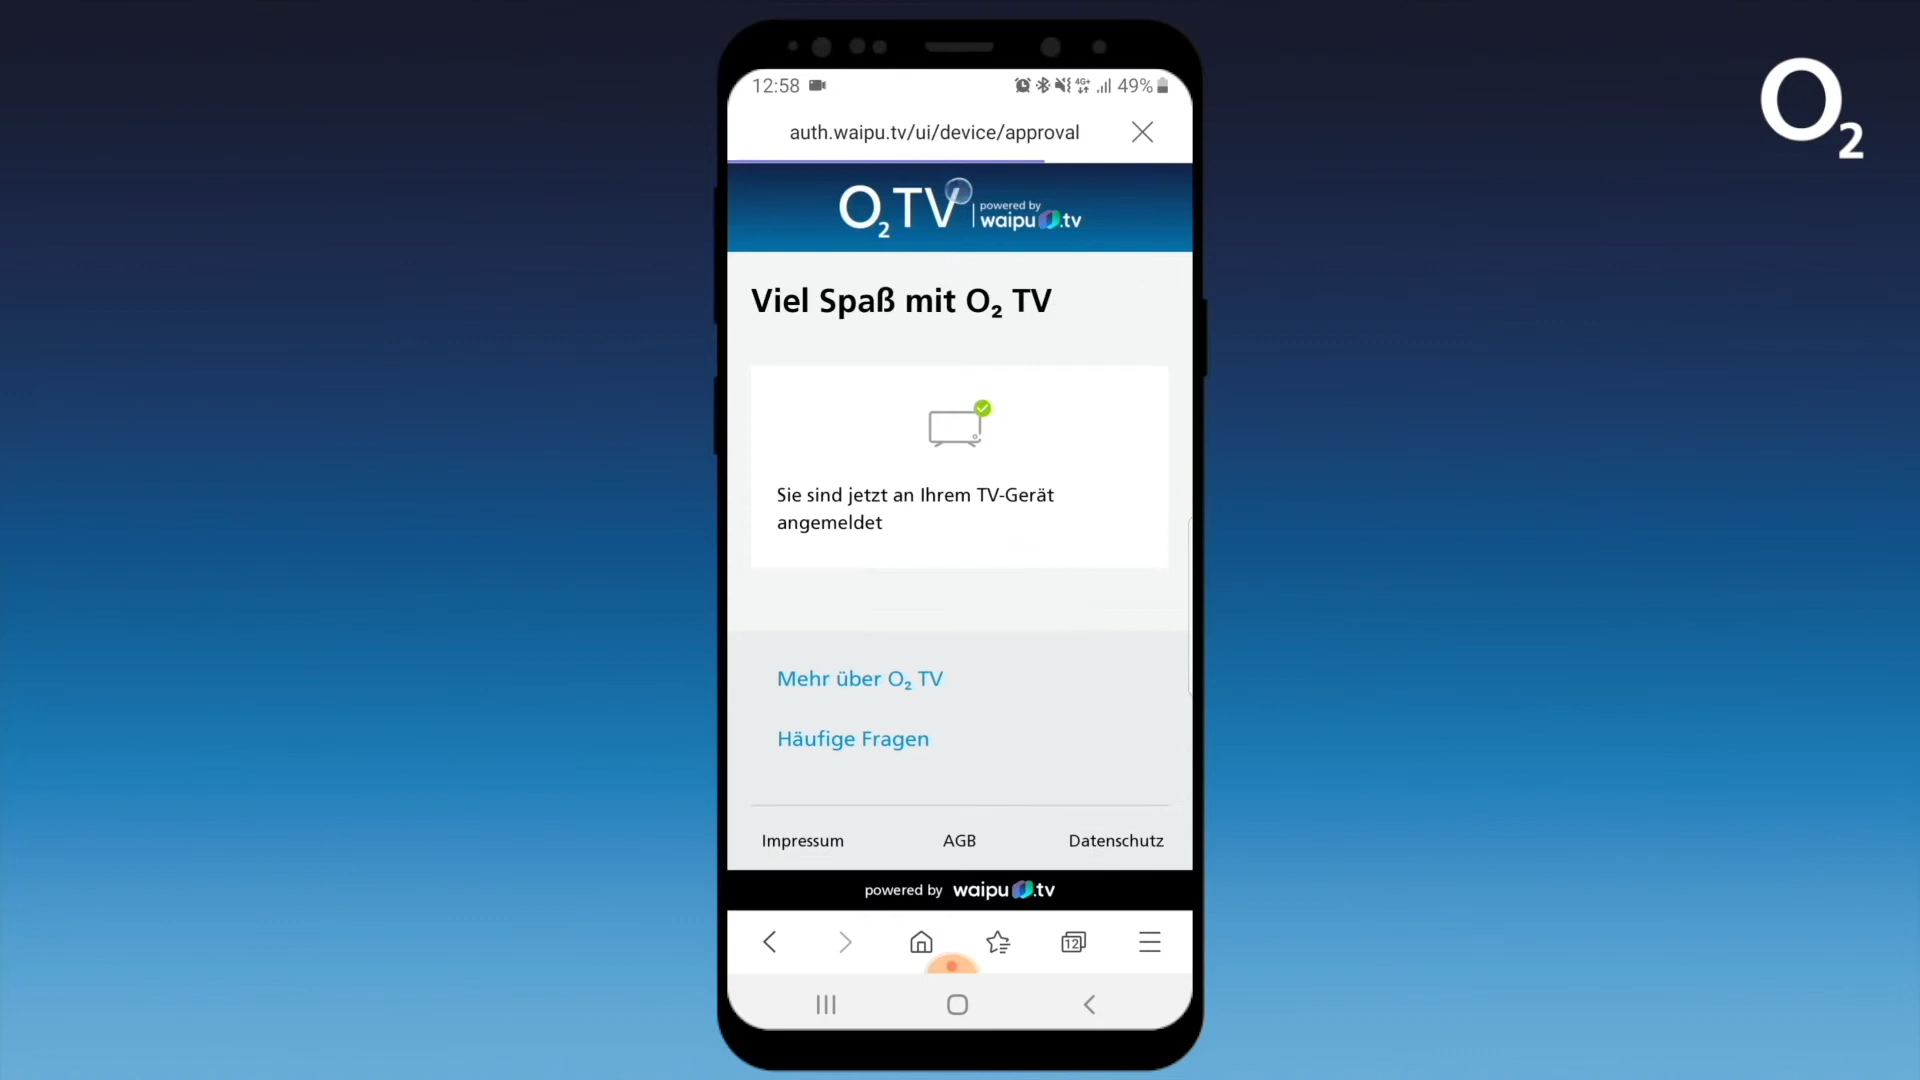 O₂
12:58 4G+ 49%
auth.waipu.tv/ui/device/approval
O₂ TV powered by
waipu.tv
Viel Spaß mit O₂ TV
Sie sind jetzt an Ihrem TV-Gerät
angemeldet
Mehr über O₂ TV
Häufige Fragen
Impressum AGB Datenschutz
powered by waipu.tv
12